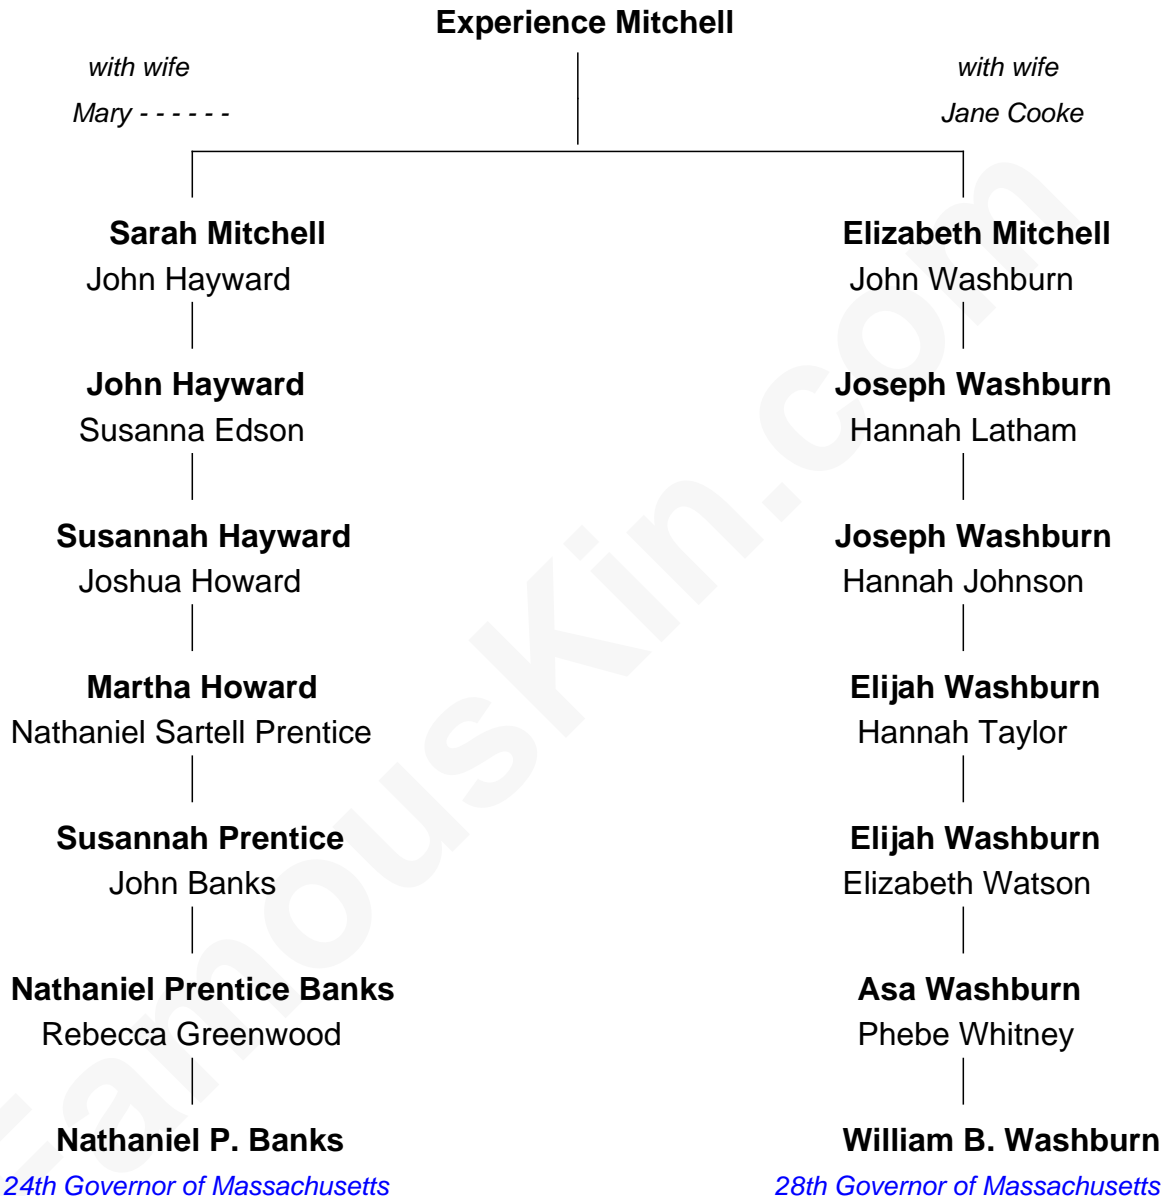 Experience Mitchell
with wife
Mary - - - - - -
with wife
Jane Cooke
Sarah Mitchell
John Hayward
Elizabeth Mitchell
John Washburn
John Hayward
Susanna Edson
Joseph Washburn
Hannah Latham
Susannah Hayward
Joshua Howard
Joseph Washburn
Hannah Johnson
Martha Howard
Nathaniel Sartell Prentice
Elijah Washburn
Hannah Taylor
Susannah Prentice
John Banks
Elijah Washburn
Elizabeth Watson
Nathaniel Prentice Banks
Rebecca Greenwood
Asa Washburn
Phebe Whitney
Nathaniel P. Banks
24th Governor of Massachusetts
William B. Washburn
28th Governor of Massachusetts
FamousKin.com